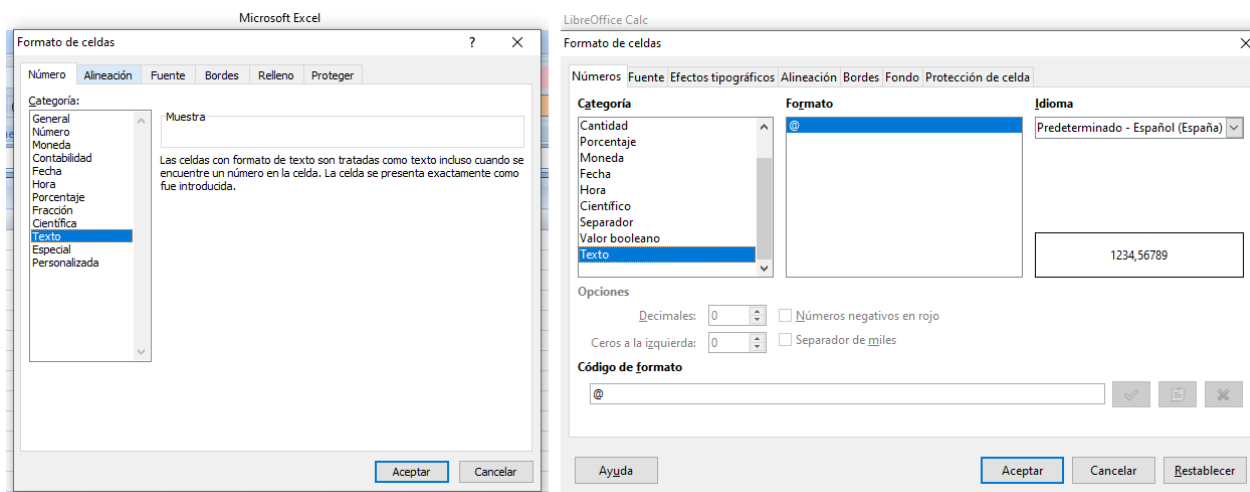 Microsoft Excel
Formato de celdas
Número Alineación Fuente Bordes Relleno Proteger
Categoría:
General
Número
Moneda
Contabilidad
Fecha
Hora
Porcentaje
Fracción
Científica
Texto
Especial
Personalizada
Muestra
Las celdas con formato de texto son tratadas como texto incluso cuando se
encuentre un número en la celda. La celda se presenta exactamente como
fue introducida.
Aceptar Cancelar
LibreOffice Calc
Formato de celdas
Números Fuente Efectos tipográficos Alineación Bordes Fondo Protección de celda
Categoría
Cantidad
Porcentaje
Moneda
Fecha
Hora
Científico
Separador
Valor booleano
Texto
Formato
@
Idioma
Predeterminado - Español (España)
1234,56789
Opciones
Decimales: 0 Números negativos en rojo
Ceros a la izquierda: 0 Separador de miles
Código de formato
@
Ayuda Aceptar Cancelar Restablecer